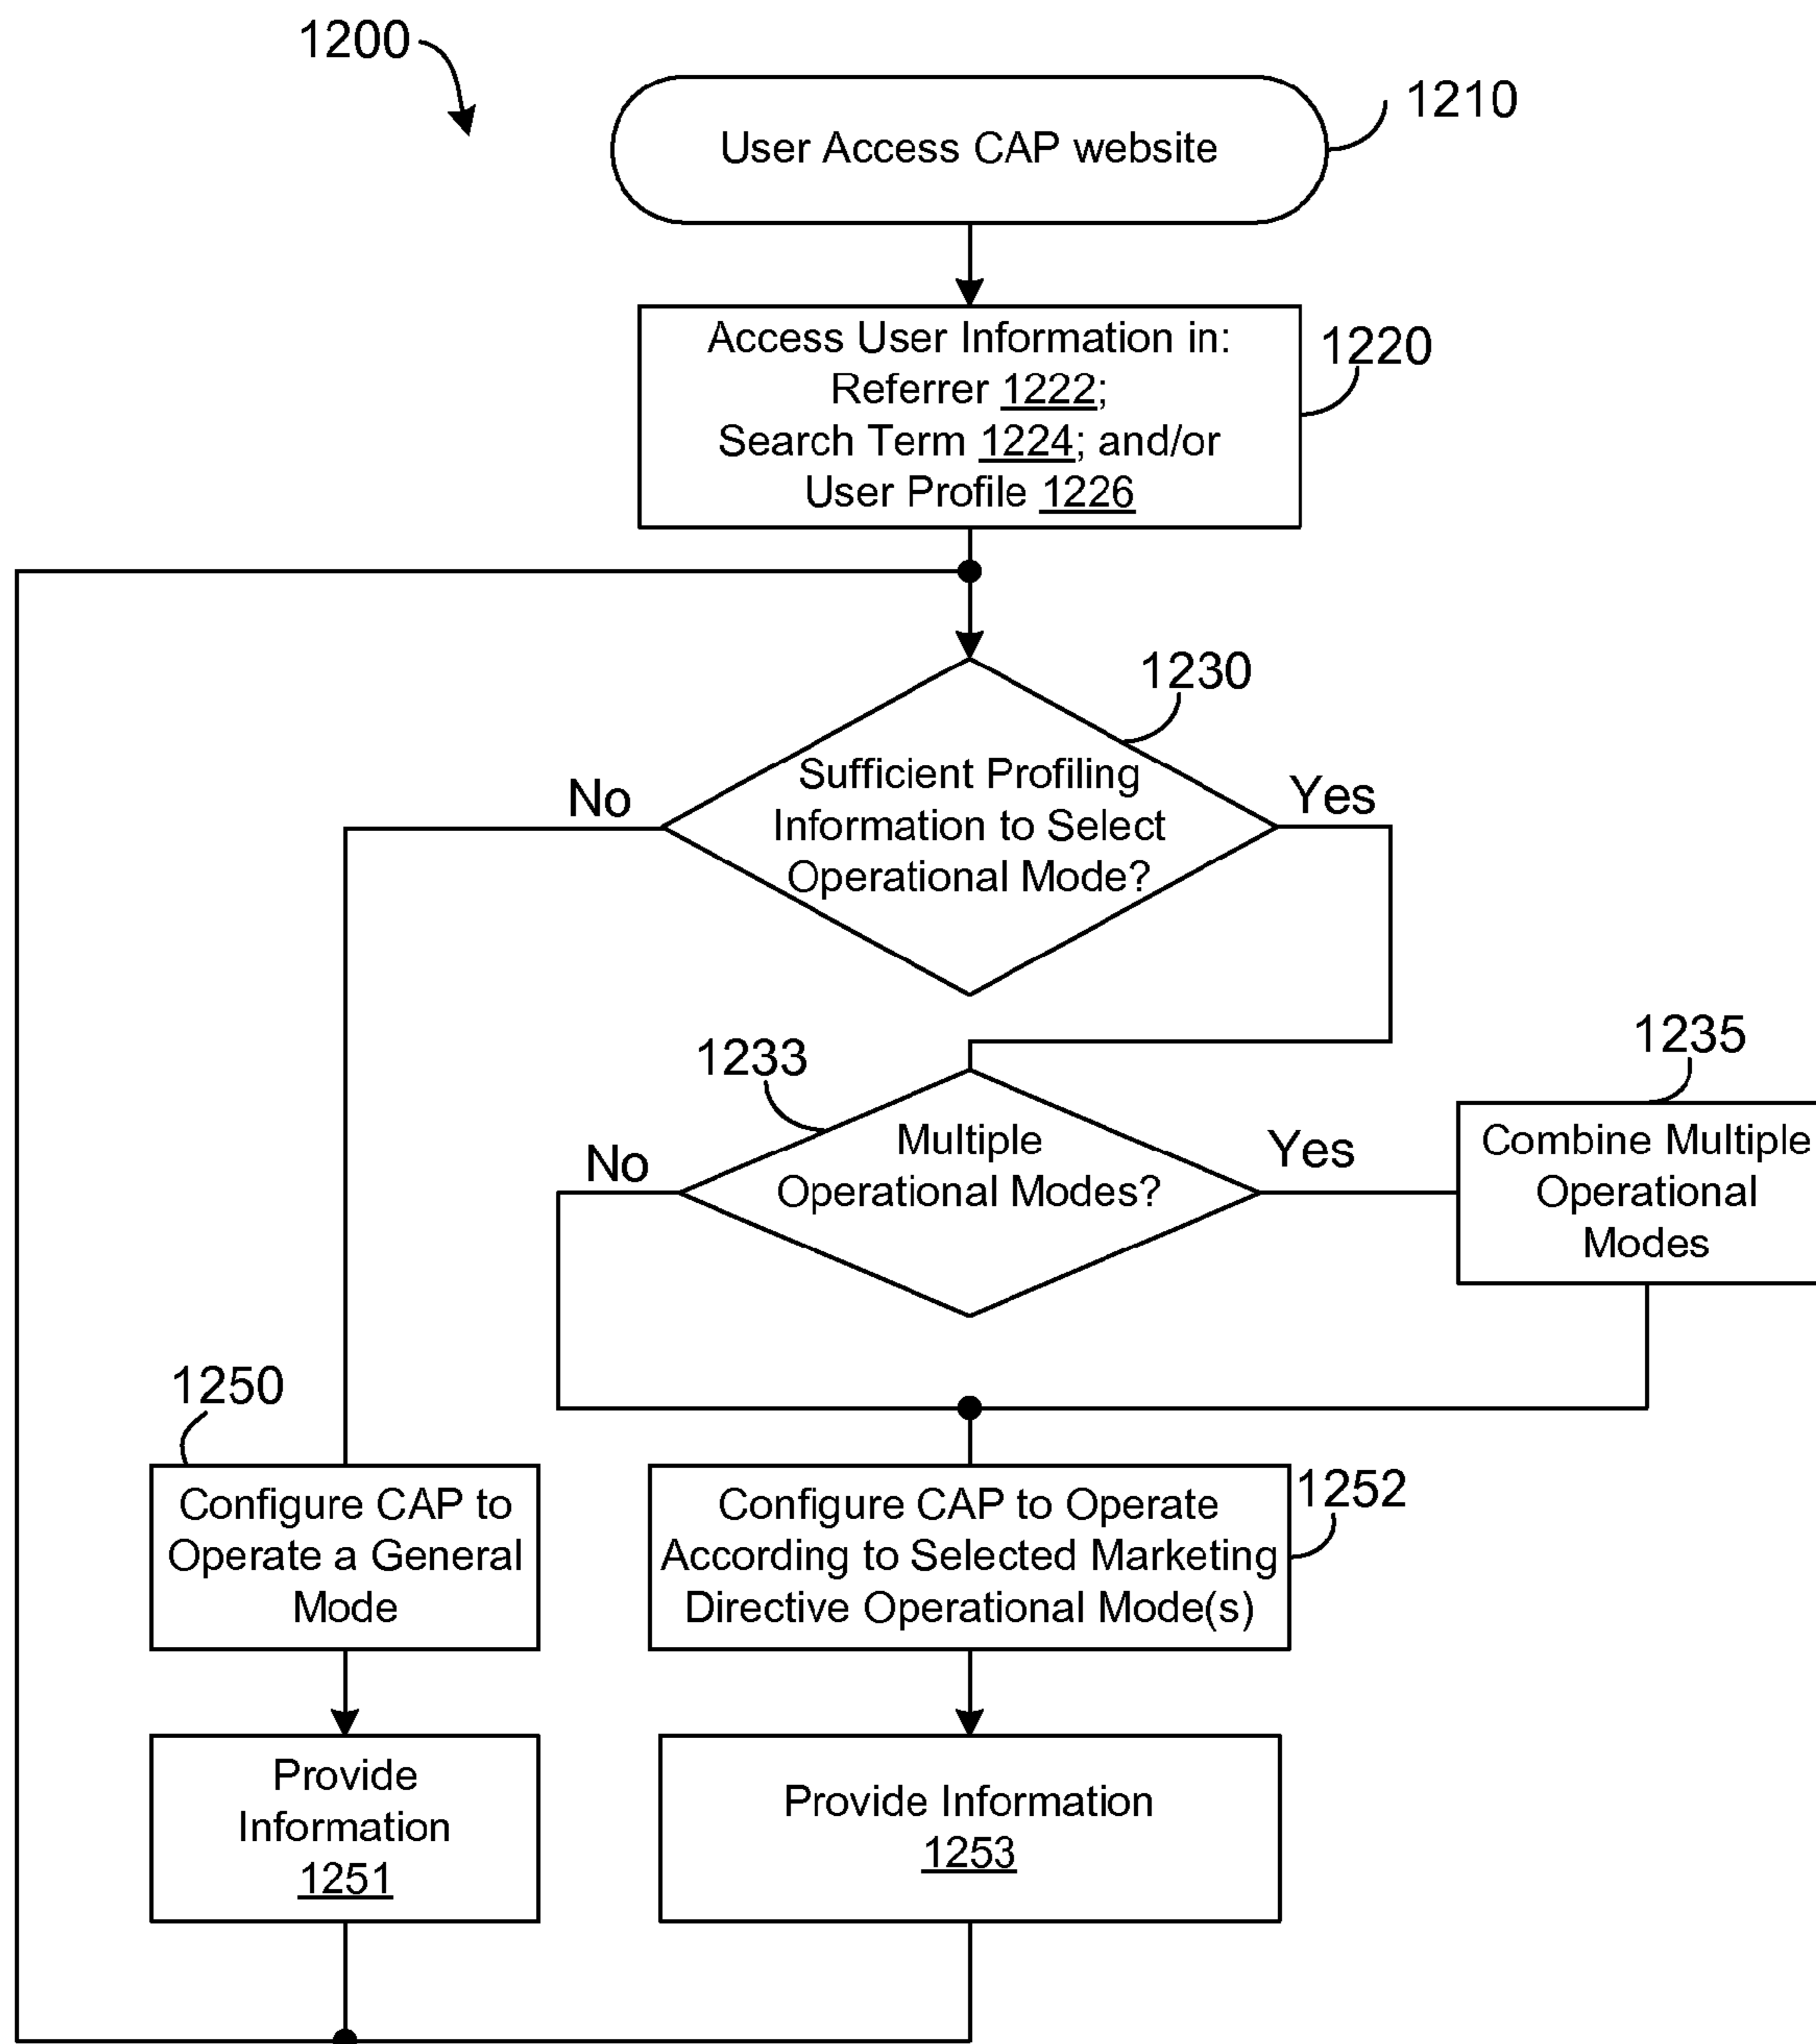 1200
1210
User Access CAP website
Access User Information in:
Referrer 1222;
Search Term 1224; and/or
User Profile 1226
1220
1230
Sufficient Profiling
Information to Select
Operational Mode?
No
Yes
1233
Multiple
Operational Modes?
No
Yes
1235
Combine Multiple
Operational
Modes
1250
Configure CAP to
Operate a General
Mode
1252
Configure CAP to Operate
According to Selected Marketing
Directive Operational Mode(s)
Provide
Information
1251
Provide Information
1253